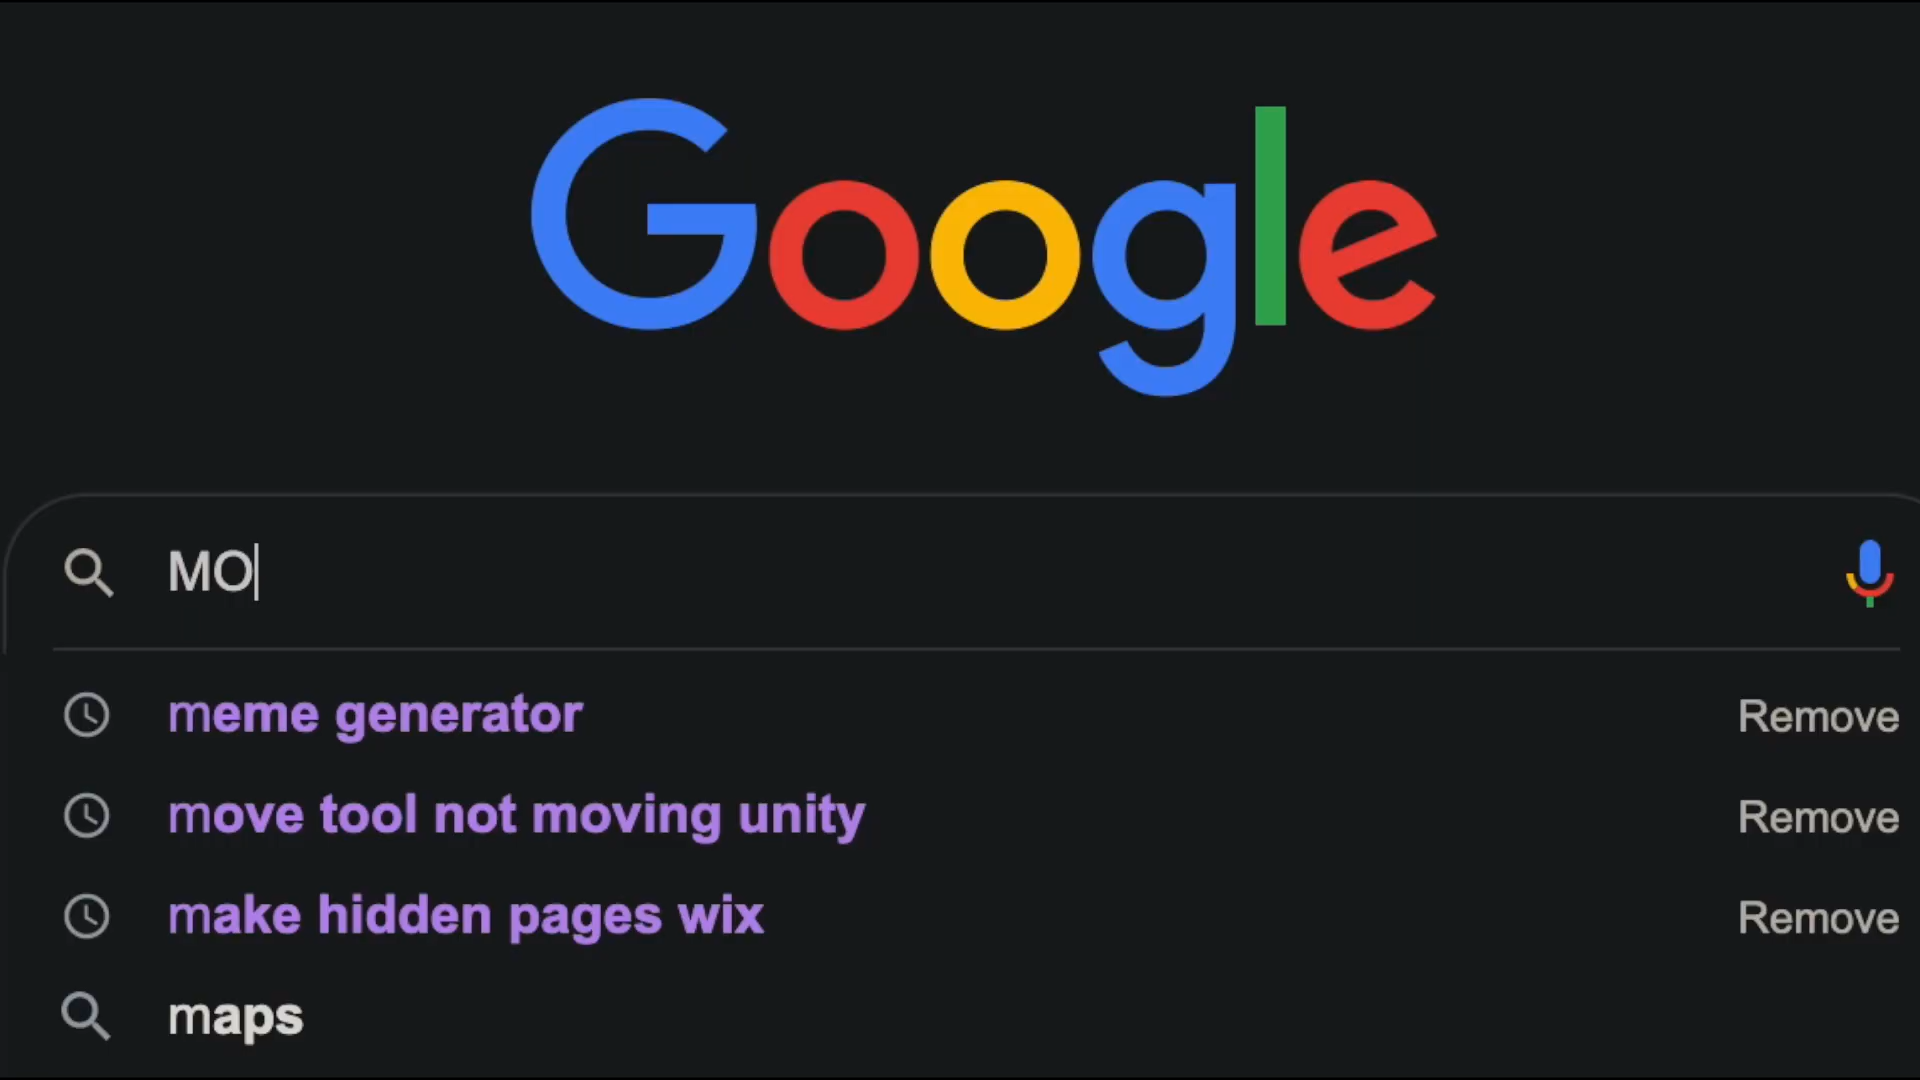 Google
MO
meme generator Remove
move tool not moving unity Remove
make hidden pages wix Remove
maps